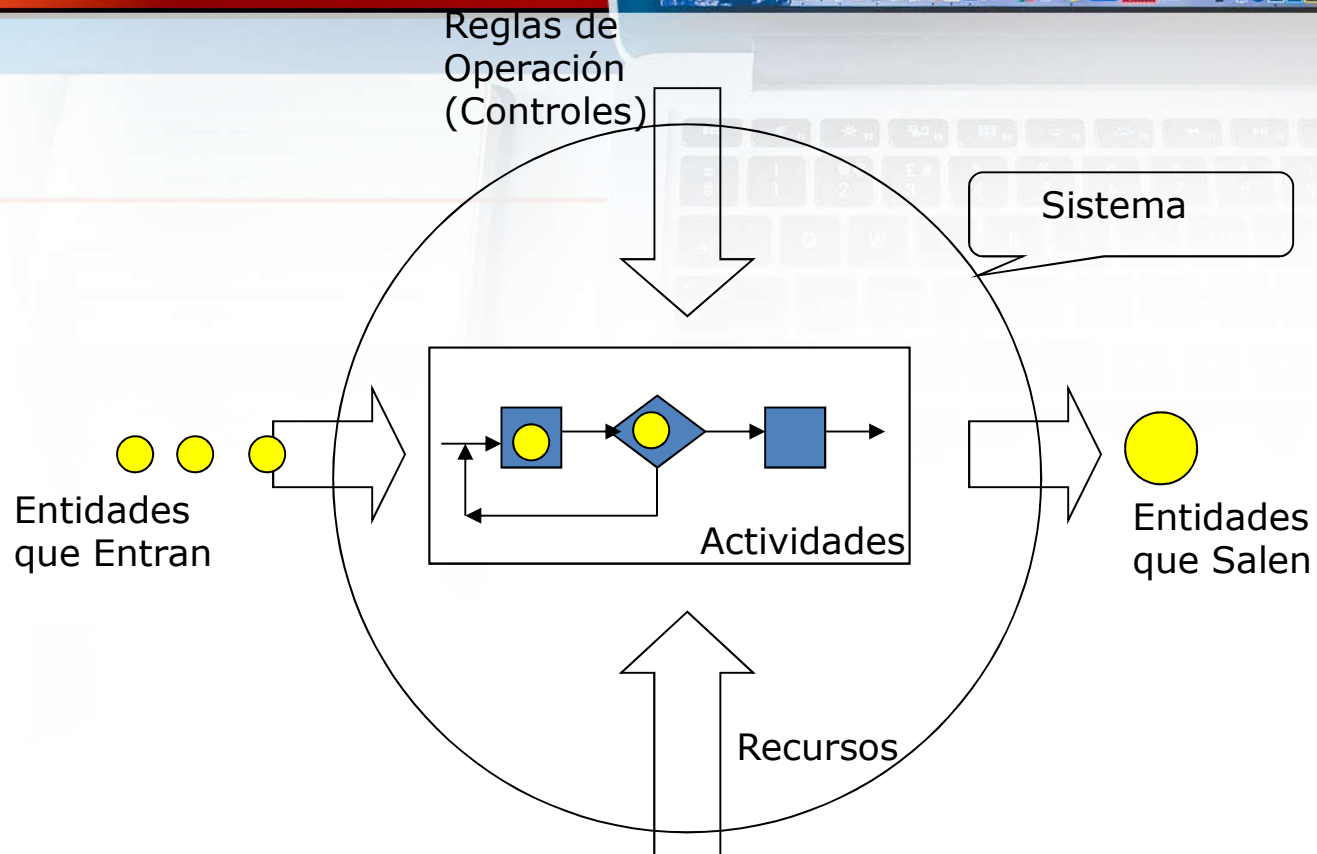 Reglas de
Operación
(Controles)
Sistema
Entidades
que Entran
Actividades
Entidades
que Salen
Recursos